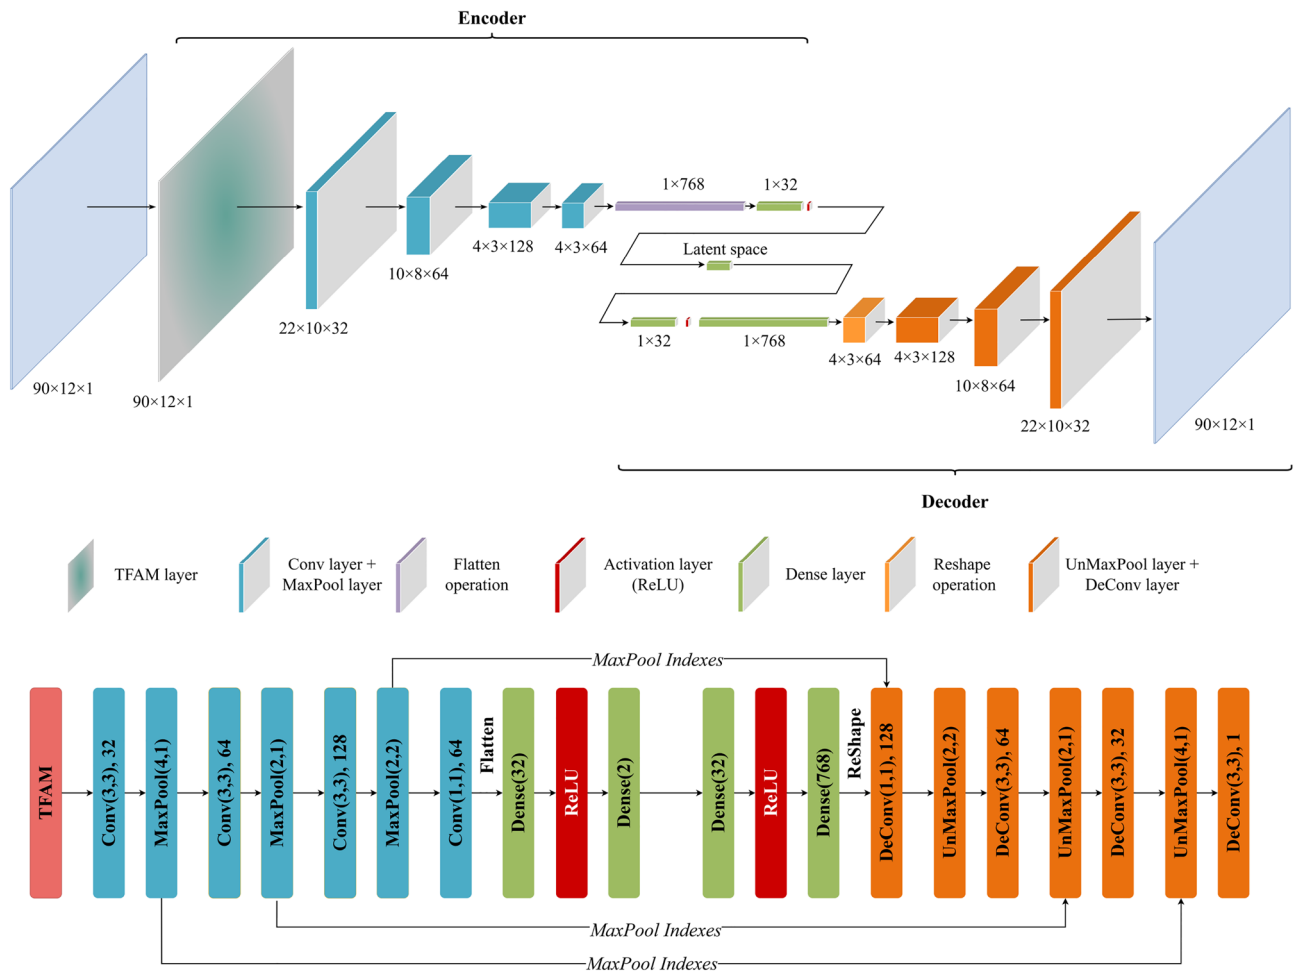 Encoder
1×768
1×32
4×3×128
4×3×64
Latent space
10×8×64
22×10×32
90×12×1
90×12×1
1×32
1×768
4×3×64
4×3×128
10×8×64
22×10×32
90×12×1
Decoder
TFAM layer
Conv layer +
MaxPool layer
Flatten
operation
Activation layer
(ReLU)
Dense layer
Reshape
operation
UnMaxPool layer +
DeConv layer
MaxPool Indexes
TFAM
Conv(3,3), 32
MaxPool(4,1)
Conv(3,3), 64
MaxPool(2,1)
Conv(3,3), 128
MaxPool(2,2)
Conv(1,1), 64
Flatten
Dense(32)
ReLU
Dense(2)
Dense(32)
ReLU
Dense(768)
ReShape
DeConv(1,1), 128
UnMaxPool(2,2)
DeConv(3,3), 64
UnMaxPool(2,1)
DeConv(3,3), 32
UnMaxPool(4,1)
DeConv(3,3), 1
MaxPool Indexes
MaxPool Indexes